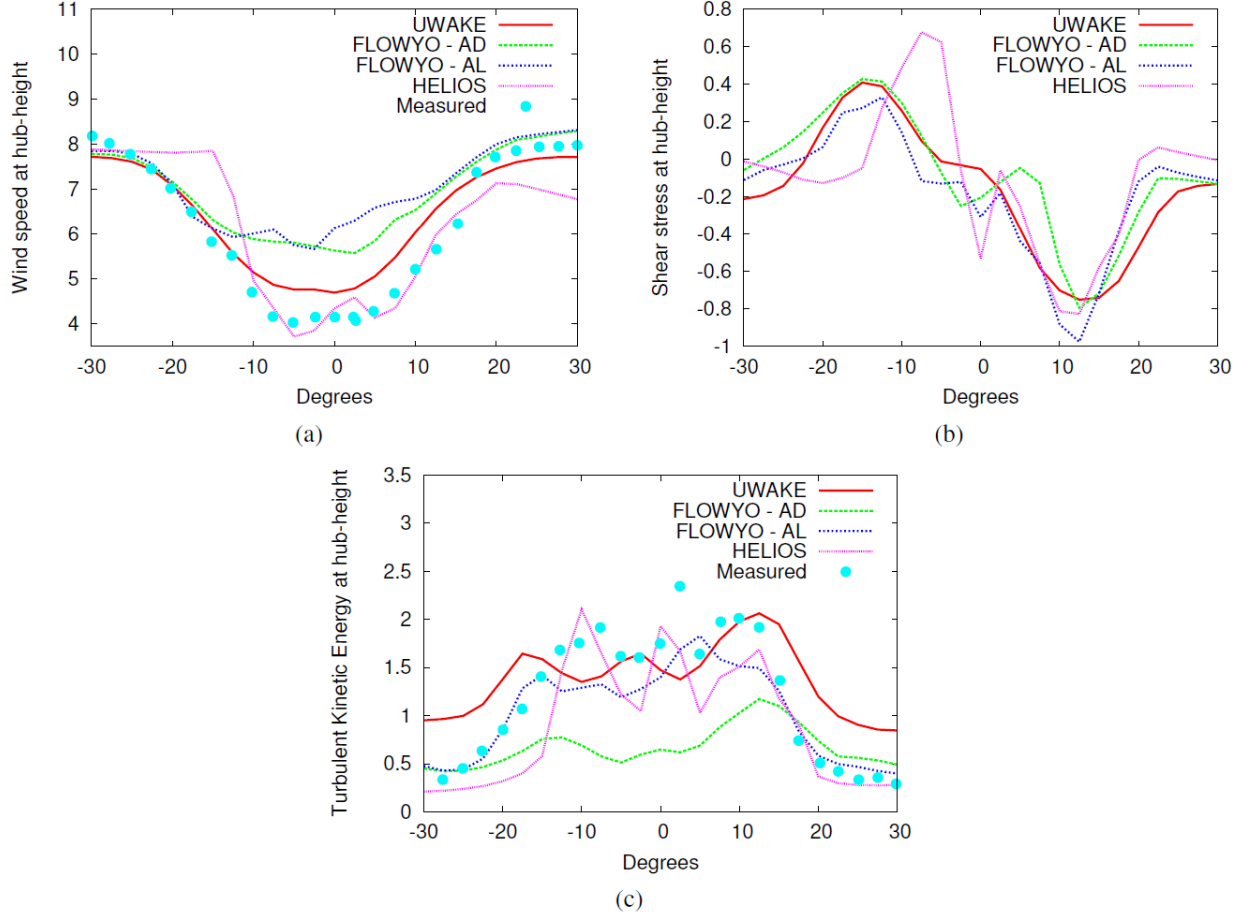 11
10
9
8
7
6
5
4
Wind speed at hub-height
UWAKE
FLOWYO - AD
FLOWYO - AL
HELIOS
Measured
-30 -20 -10 0 10 20 30
Degrees
(a)
0.8
0.6
0.4
0.2
0
-0.2
-0.4
-0.6
-0.8
-1
Shear stress at hub-height
UWAKE
FLOWYO - AD
FLOWYO - AL
HELIOS
-30 -20 -10 0 10 20 30
Degrees
(b)
3.5
3
2.5
2
1.5
1
0.5
0
Turbulent Kinetic Energy at hub-height
UWAKE
FLOWYO - AD
FLOWYO - AL
HELIOS
Measured
-30 -20 -10 0 10 20 30
Degrees
(c)